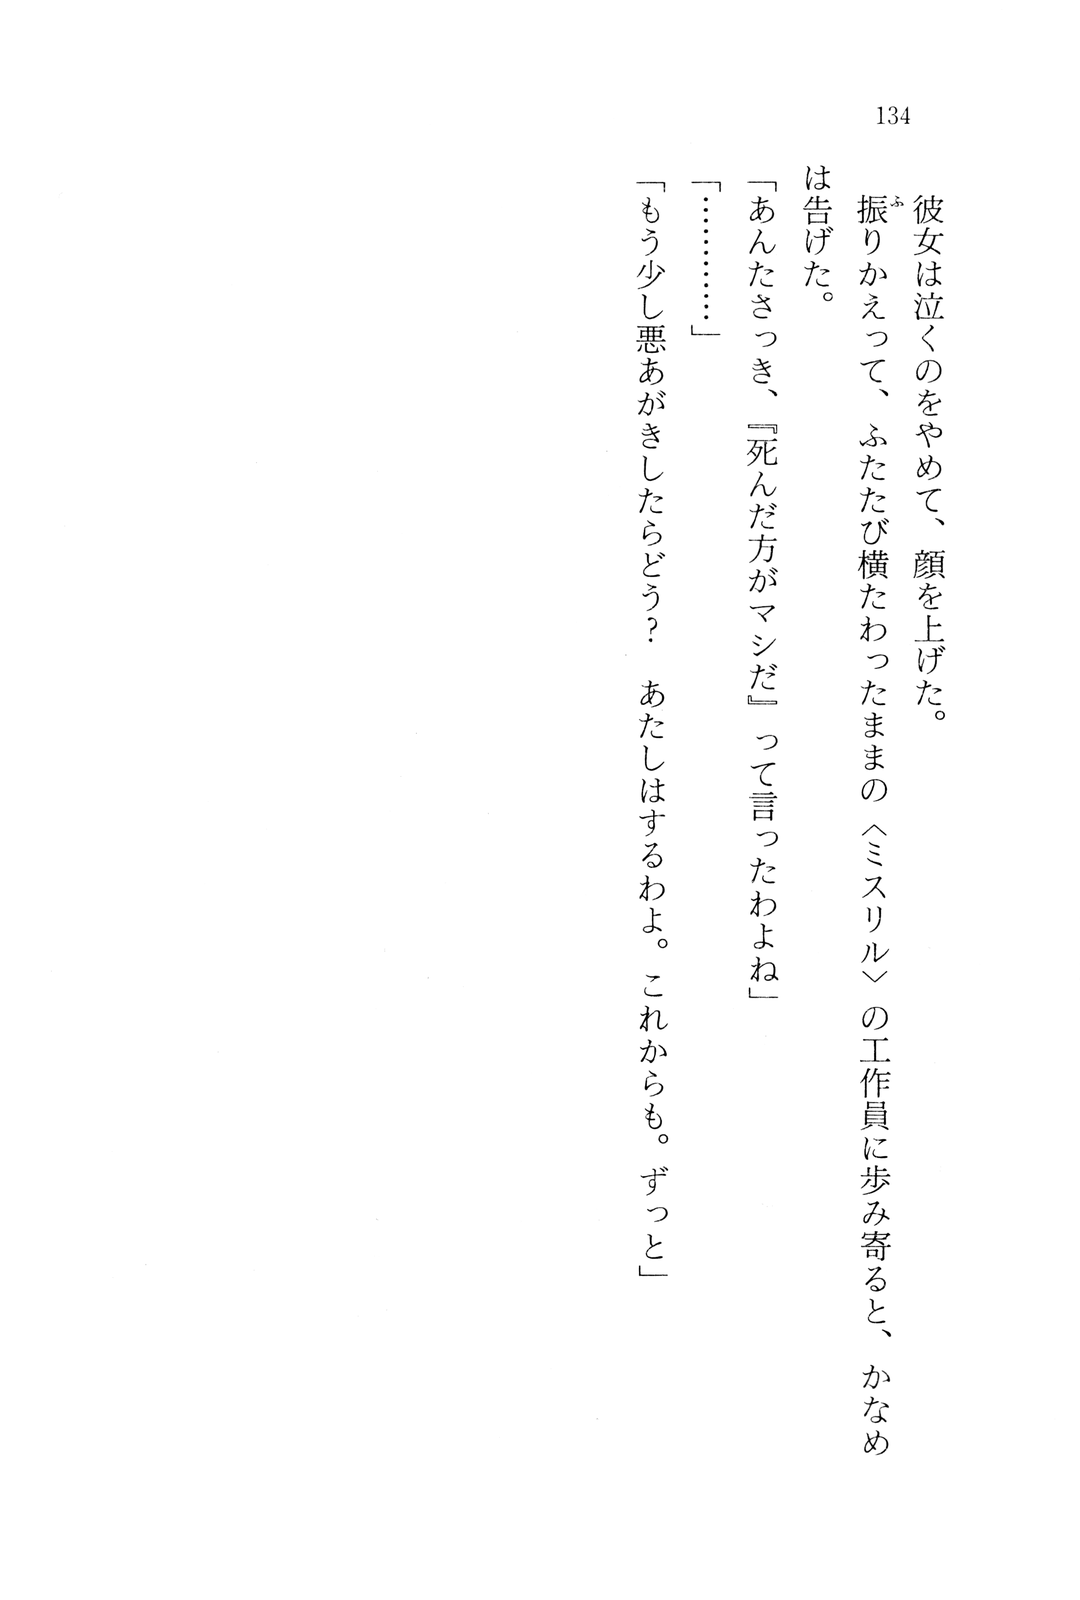 134
彼女は泣くのをやめて、顔を上げた。
振りかえって、ふたたび横たわったままの〈ミスリル〉の工作員に歩み寄ると、かなめ
は告げた。
「あんたさっき、『死んだ方がマシだ』って言ったわよね」
「…………」
「もう少し悪あがきしたらどう？　あたしはするわよ。これからも。ずっと」